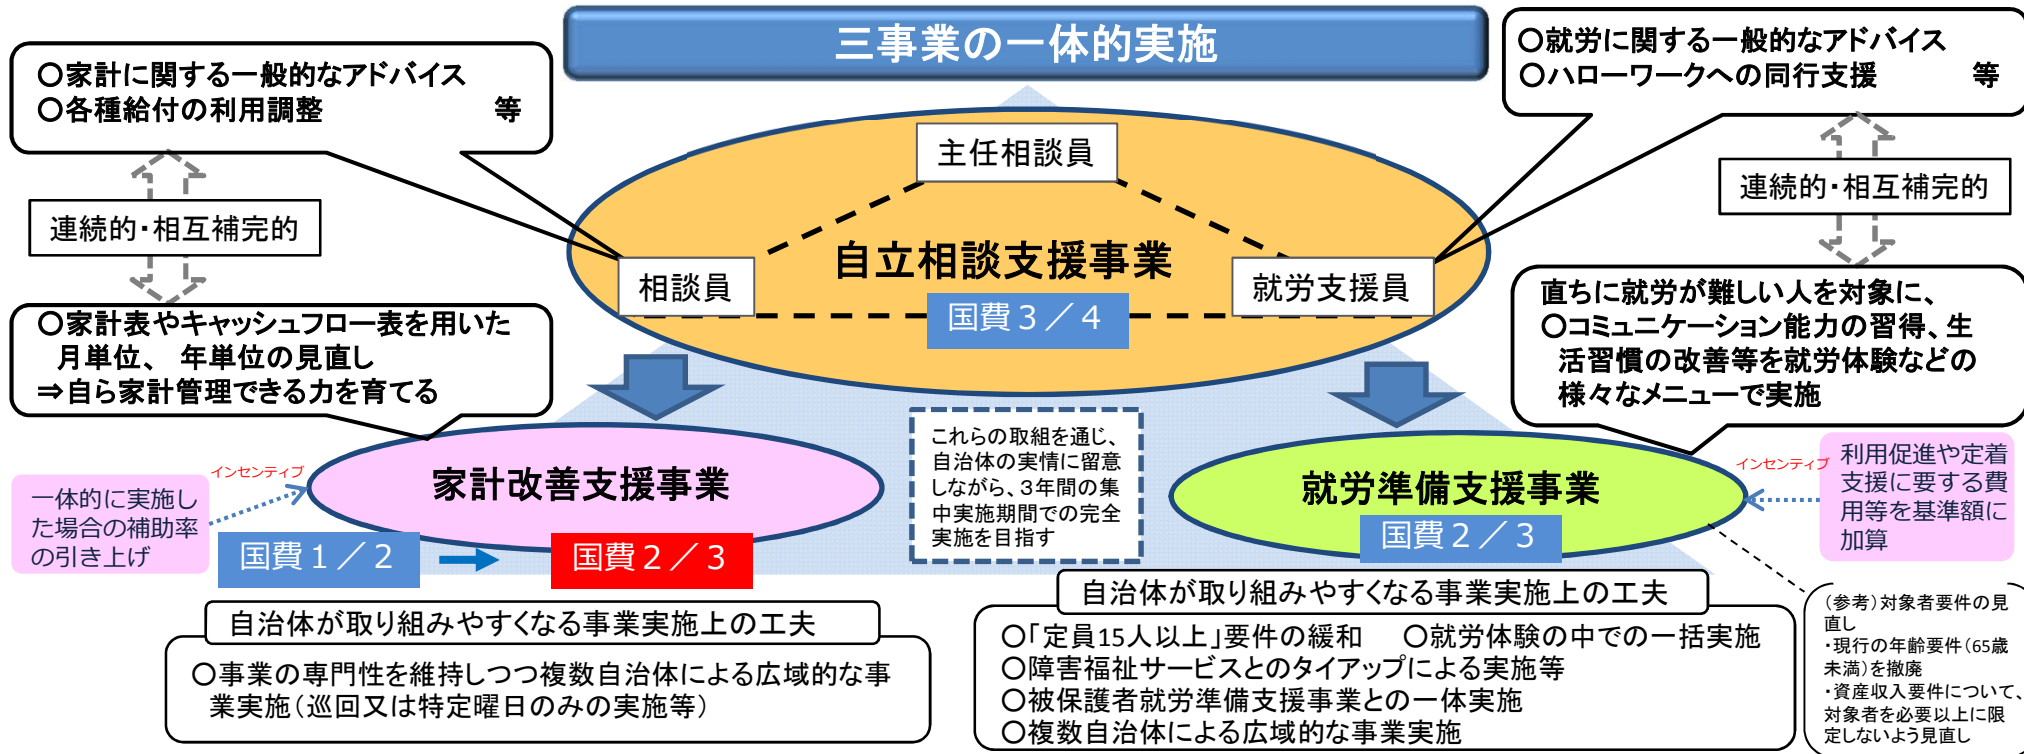 三事業の一体的実施
○家計に関する一般的なアドバイス
○各種給付の利用調整 等
○就労に関する一般的なアドバイス
○ハローワークへの同行支援 等
連続的・相互補完的
連続的・相互補完的
主任相談員
自立相談支援事業
相談員
就労支援員
国費３／４
○家計表やキャッシュフロー表を用いた
月単位、 年単位の見直し
⇒自ら家計管理できる力を育てる
直ちに就労が難しい人を対象に、
○コミュニケーション能力の習得、生
活習慣の改善等を就労体験などの
様々なメニューで実施
これらの取組を通じ、
自治体の実情に留意
しながら、3年間の集
中実施期間での完全
実施を目指す
インセンティブ
一体的に実施し
た場合の補助率
の引き上げ
家計改善支援事業
国費１／２
国費２／３
就労準備支援事業
国費２／３
インセンティブ
利用促進や定着
支援に要する費
用等を基準額に
加算
自治体が取り組みやすくなる事業実施上の工夫
○事業の専門性を維持しつつ複数自治体による広域的な事
業実施（巡回又は特定曜日のみの実施等）
自治体が取り組みやすくなる事業実施上の工夫
○「定員15人以上」要件の緩和 ○就労体験の中での一括実施
○障害福祉サービスとのタイアップによる実施等
○被保護者就労準備支援事業との一体実施
○複数自治体による広域的な事業実施
（参考）対象者要件の見
直し
・現行の年齢要件（65歳
未満）を撤廃
・資産収入要件について、
対象者を必要以上に限
定しないよう見直し